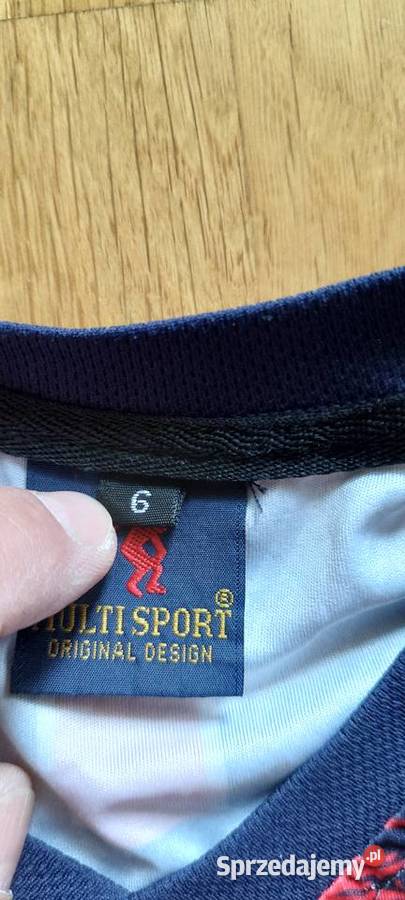 6
MULTI SPORT ®
ORIGINAL DESIGN
Sprzedajemy.pl